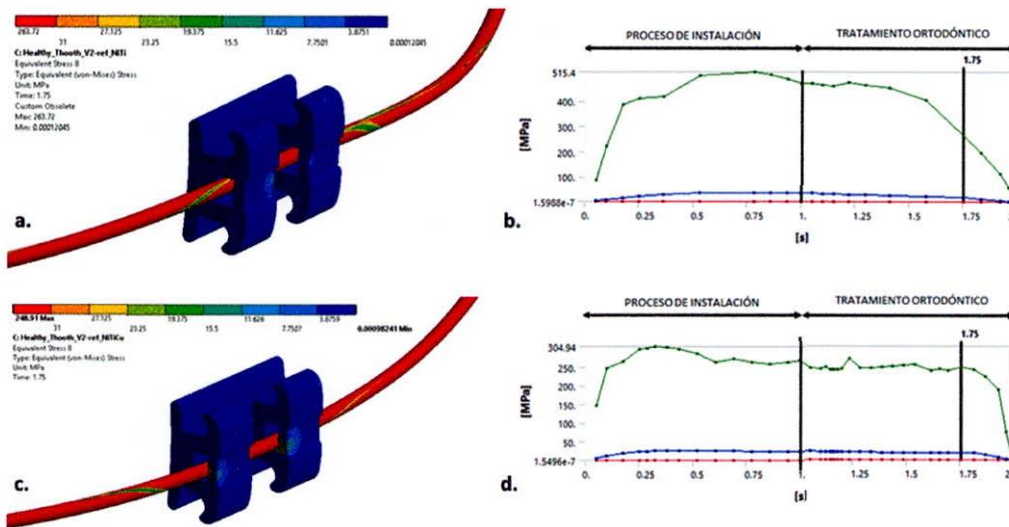 263.72 27.125 19.375 11.625 3.8751
31 23.25 15.5 7.7501 0.00012045
C: Healthy_Thooth_V2-ref_NiTi
Equivalent Stress 8
Type: Equivalent (von-Mises) Stress
Unit: MPa
Time: 1.75
Custom Obsolete
Max: 263.72
Min: 0.00012045
a.
PROCESO DE INSTALACIÓN TRATAMIENTO ORTODÓNTICO
1.75
515.4
400.
300.
200.
100.
1.5988e-7
[MPa]
0. 0.25 0.5 0.75 1. 1.25 1.5 1.75 2.
[s]
b.
248.91 Max 27.125 19.375 11.626 3.8759
31 23.25 15.5 7.7507 0.00098241 Min
C: Healthy_Thooth_V2-ref_NiTiCu
Equivalent Stress 8
Type: Equivalent (von-Mises) Stress
Unit: MPa
Time: 1.75
c.
PROCESO DE INSTALACIÓN TRATAMIENTO ORTODÓNTICO
1.75
304.94
250.
200.
150.
100.
50.
1.5496e-7
[MPa]
0. 0.25 0.5 0.75 1. 1.25 1.5 1.75
[s]
d.